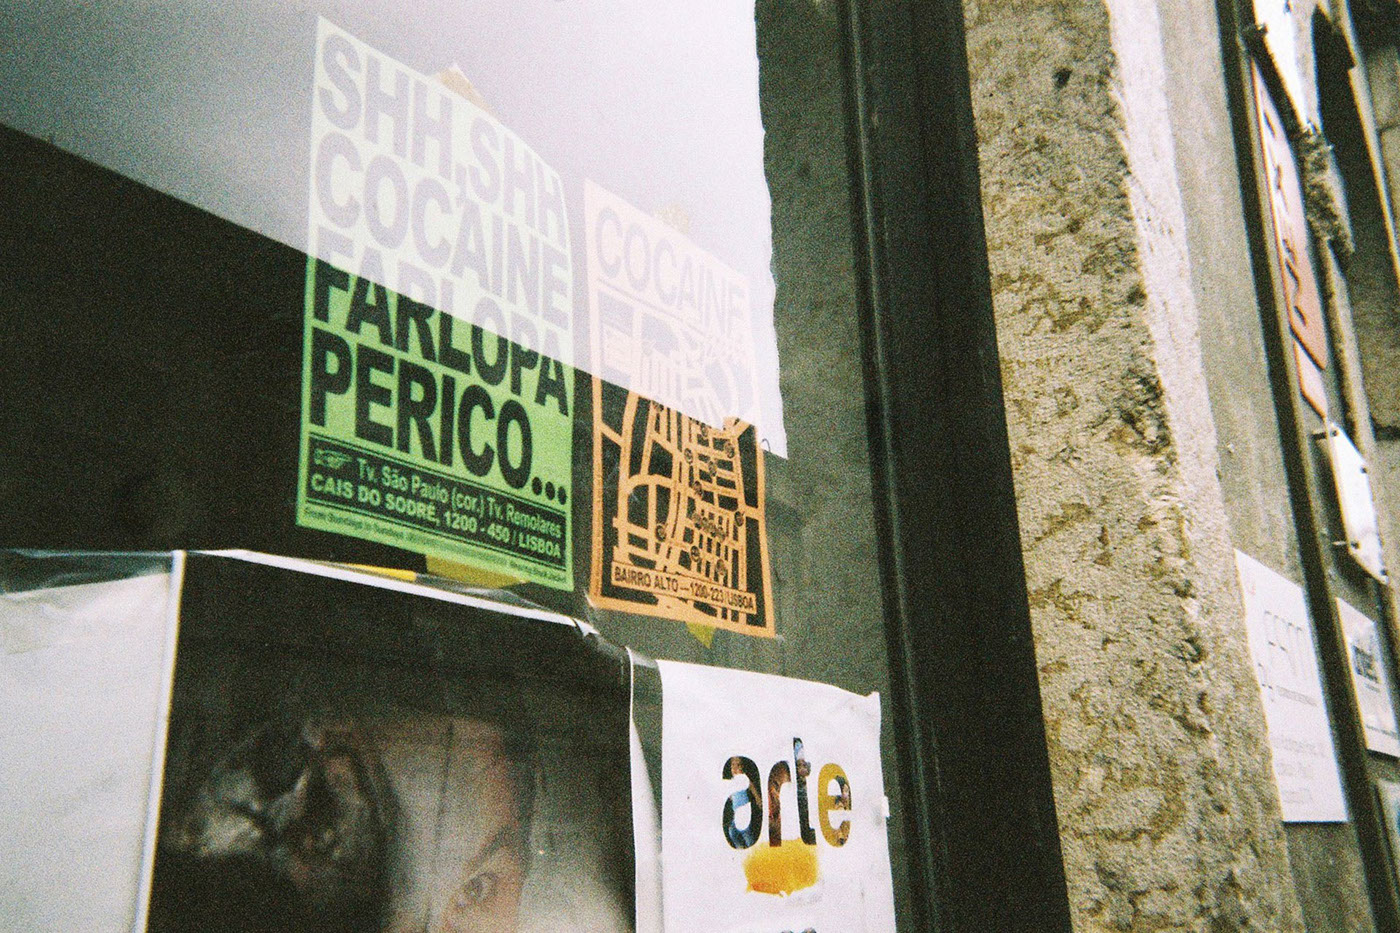 SHH, SHH
COCAINE
FARLOPA
PERICO...
Tv. São Paulo (cor.) Tv. Remolares
CAIS DO SODRÉ, 1200 - 450 / LISBOA
COCAINE
BAIRRO ALTO — 1200-223 / LISBOA
arte